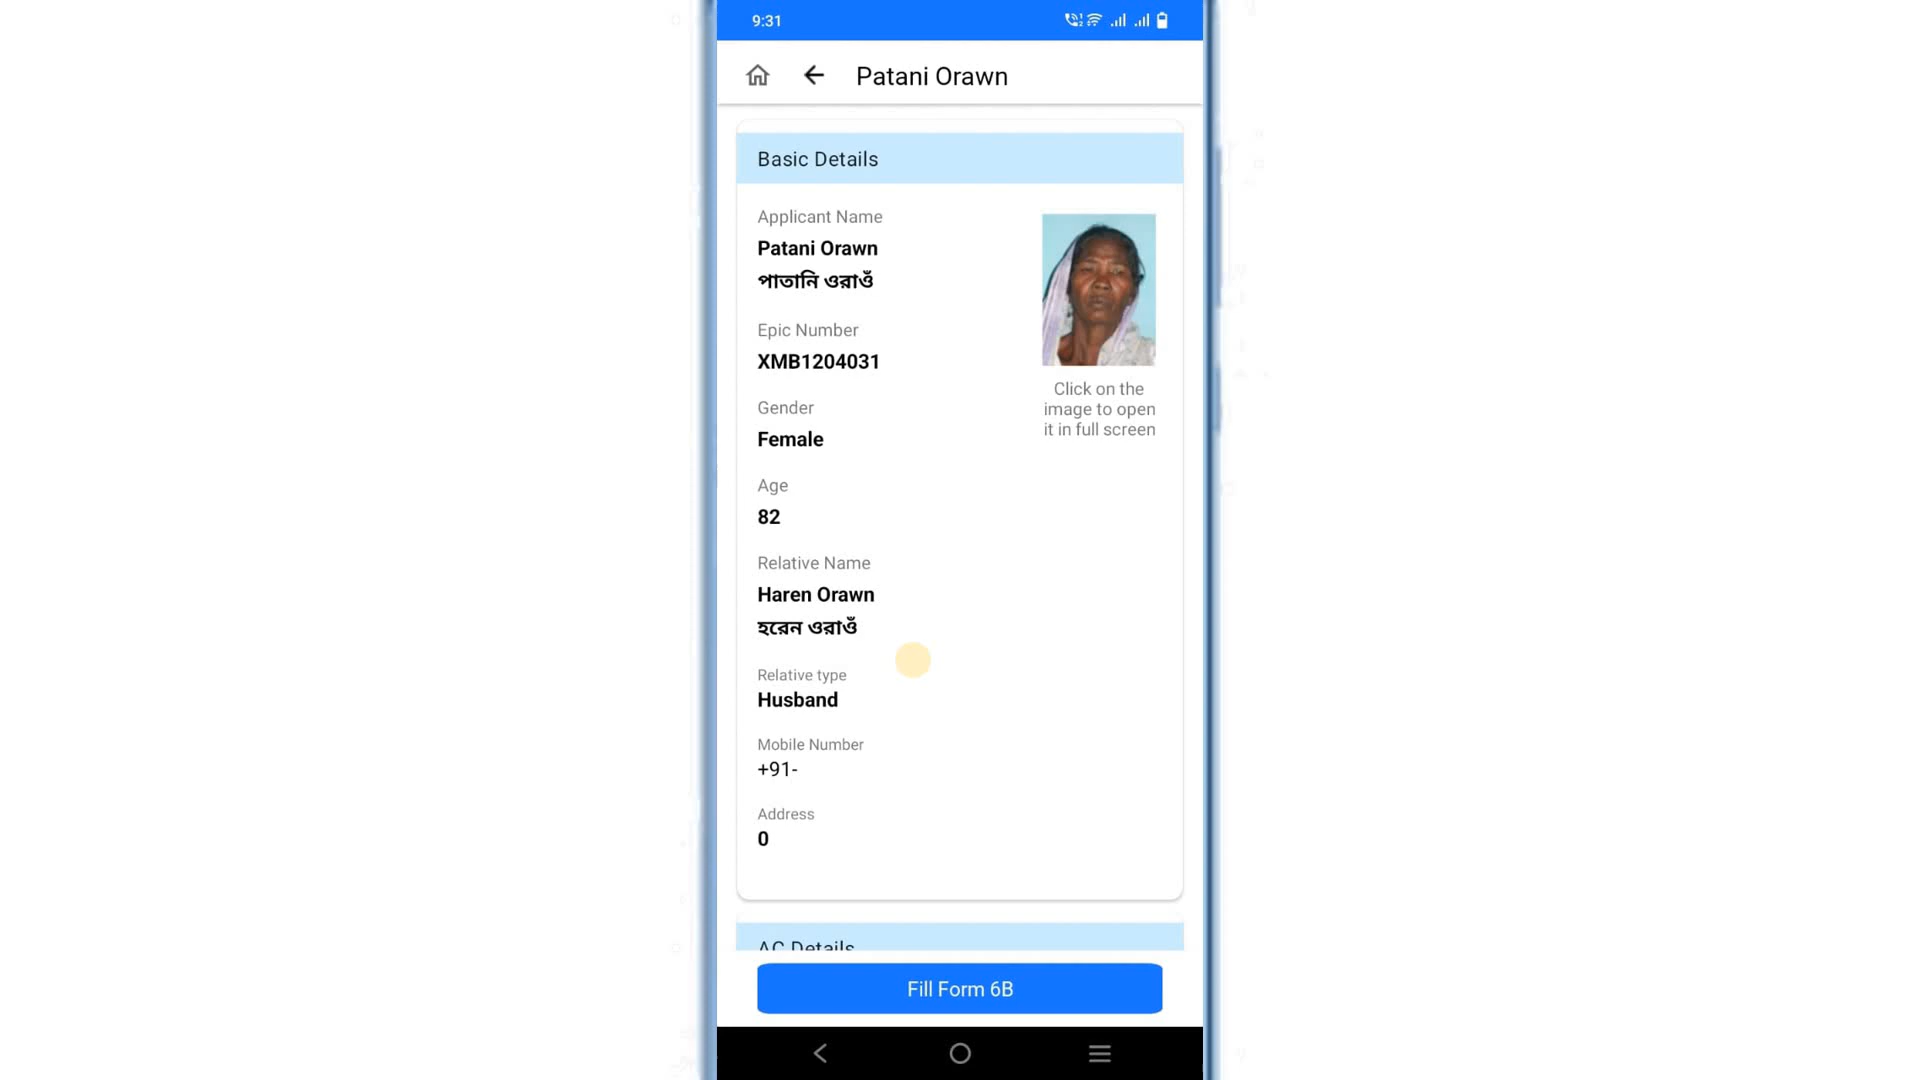 9:31
Patani Orawn
Basic Details
Applicant Name
Patani Orawn
পাতানি ওরাওঁ
Epic Number
XMB1204031
Click on the
image to open
it in full screen
Gender
Female
Age
82
Relative Name
Haren Orawn
হরেন ওরাওঁ
Relative type
Husband
Mobile Number
+91-
Address
0
AC Details
Fill Form 6B